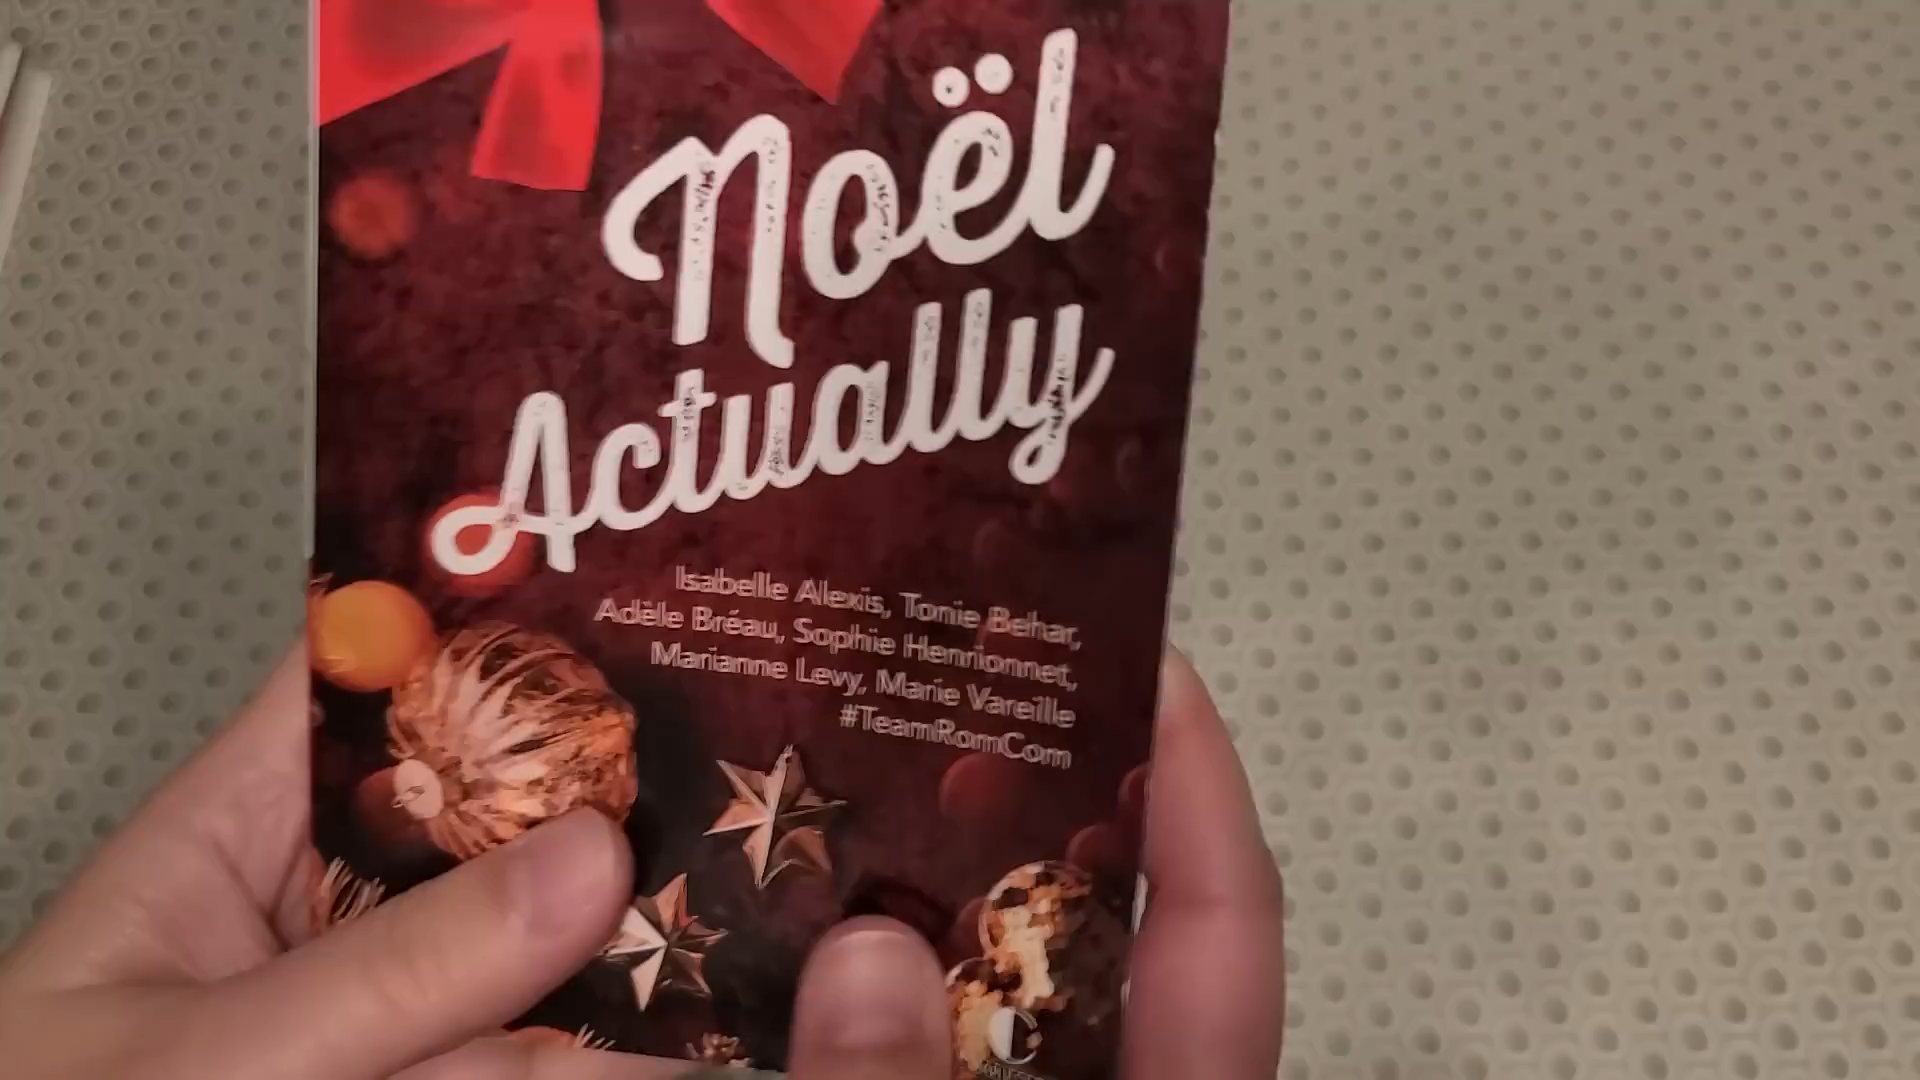 Noël
Actually
Isabelle Alexis, Tonie Behar,
Adèle Bréau, Sophie Henrionnet,
Marianne Levy, Marie Vareille
#TeamRomCom